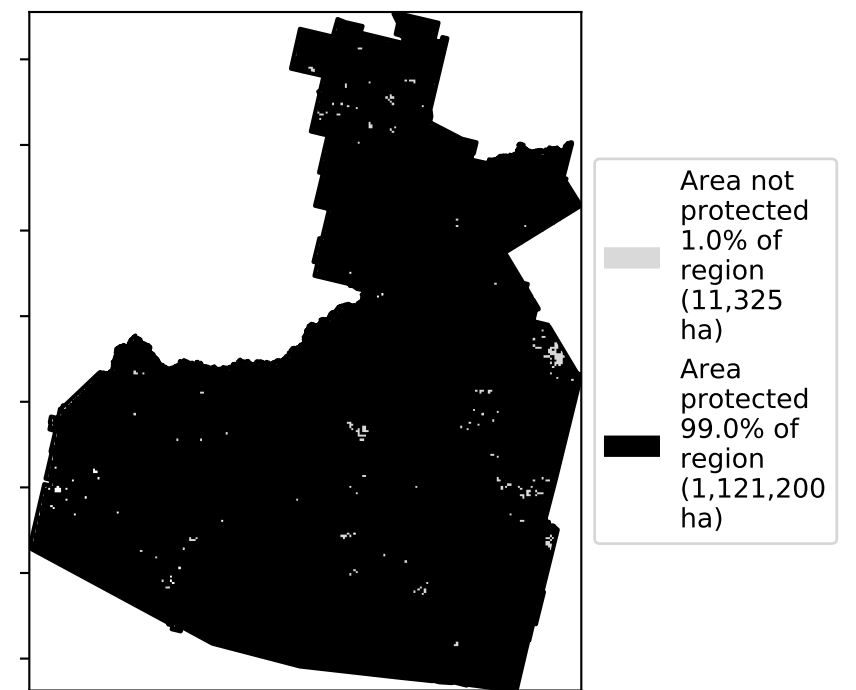 Area not
protected
1.0% of
region
(11,325
ha)
Area
protected
99.0% of
region
(1,121,200
ha)